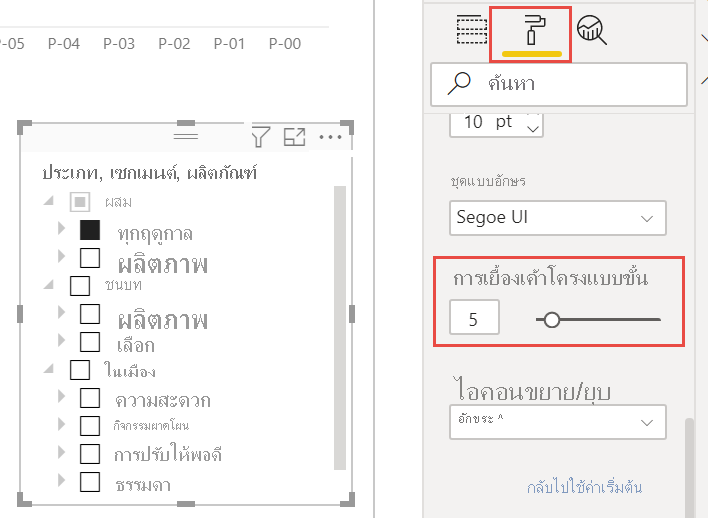 -05 P-04 P-03 P-02 P-01 P-00
ประเภท, เซกเมนต์, ผลิตภัณฑ์
ผสม
ทุกฤดูกาล
ผลิตภาพ
ชนบท
ผลิตภาพ
เลือก
ในเมือง
ความสะดวก
กิจกรรมผาดโผน
การปรับให้พอดี
ธรรมดา
ค้นหา
10 pt
ชุดแบบอักษร
Segoe UI
การเยื้องเค้าโครงแบบขั้น
5
ไอคอนขยาย/ยุบ
อักขระ ^
กลับไปใช้ค่าเริ่มต้น